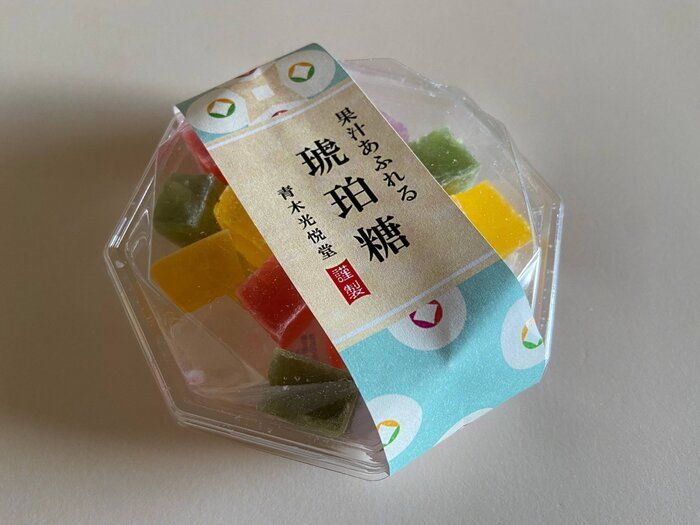 果汁あふれる
琥珀糖
青木光悦堂
謹製